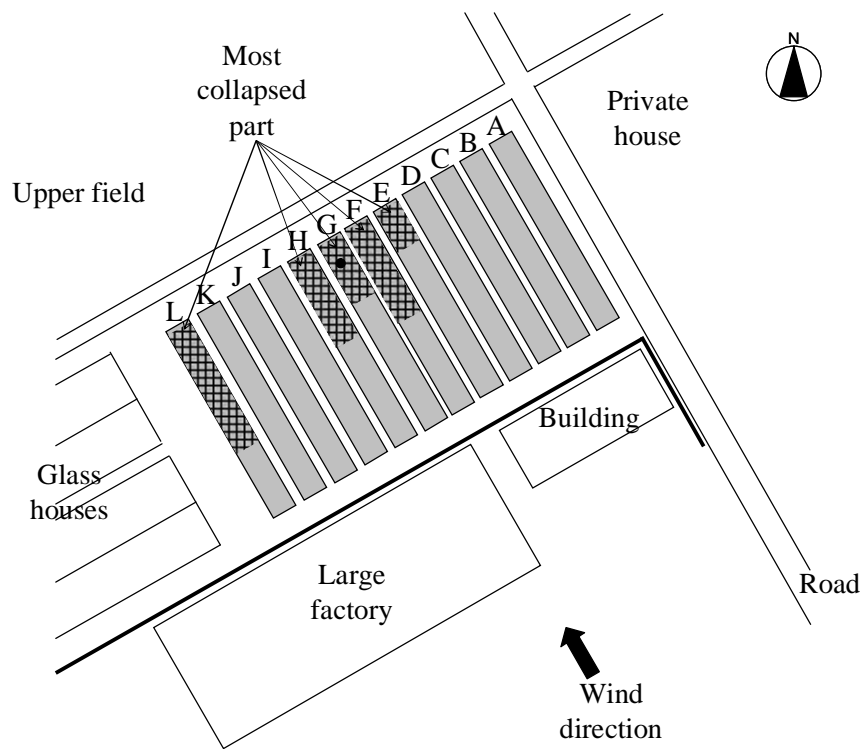 N
Most
collapsed
part
Private
house
A
B
C
D
E
F
G
H
I
J
K
L
Upper field
Building
Glass
houses
Large
factory
Road
Wind
direction